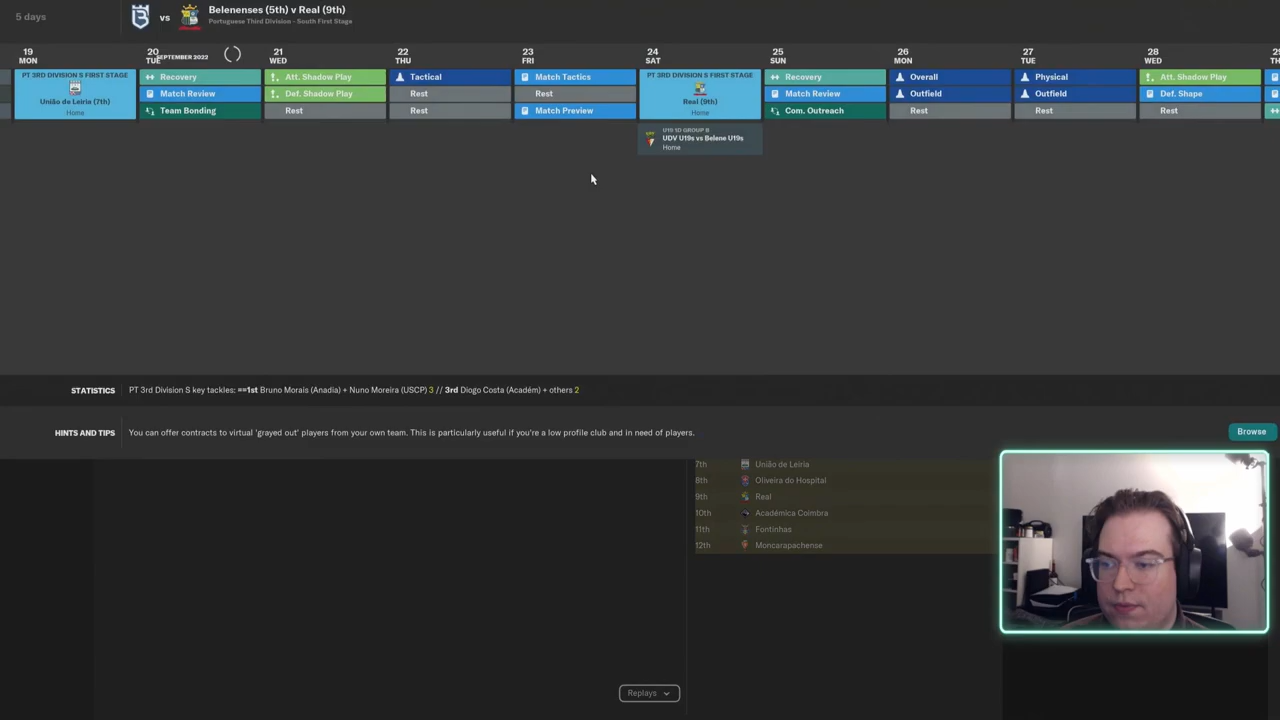 5 days
vs
Belenenses (5th) v Real (9th)
Portuguese Third Division - South First Stage
19
MON
20
TUE
SEPTEMBER 2022
21
WED
22
THU
23
FRI
24
SAT
25
SUN
26
MON
27
TUE
28
WED
29
PT 3RD DIVISION S FIRST STAGE
União de Leiria (7th)
Home
Recovery
Match Review
Team Bonding
Att. Shadow Play
Def. Shadow Play
Rest
Tactical
Rest
Rest
Match Tactics
Rest
Match Preview
PT 3RD DIVISION S FIRST STAGE
Real (9th)
Home
U19 1D GROUP B
UDV U19s vs Belene U19s
Home
Recovery
Match Review
Com. Outreach
Overall
Outfield
Rest
Physical
Outfield
Rest
Att. Shadow Play
Def. Shape
Rest
STATISTICS
PT 3rd Division S key tackles: ==1st Bruno Morais (Anadia) + Nuno Moreira (USCP) 3 // 3rd Diogo Costa (Académ) + others 2
HINTS AND TIPS
You can offer contracts to virtual 'grayed out' players from your own team. This is particularly useful if you're a low profile club and in need of players.
Browse
7th União de Leiria
8th Oliveira do Hospital
9th Real
10th Académica Coimbra
11th Fontinhas
12th Moncarapachense
Replays